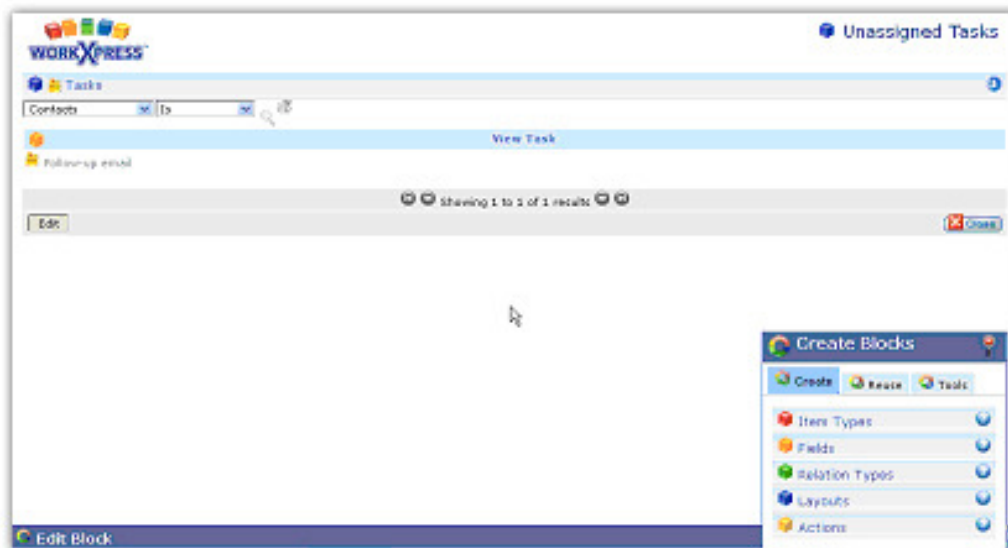 WORKXPRESS
Unassigned Tasks
Tasks
Contacts Is
View Task
Follow-up email
Showing 1 to 1 of 1 results
Edit Close
Create Blocks
Create Reuse Tools
Item Types
Fields
Relation Types
Layouts
Actions
Edit Block